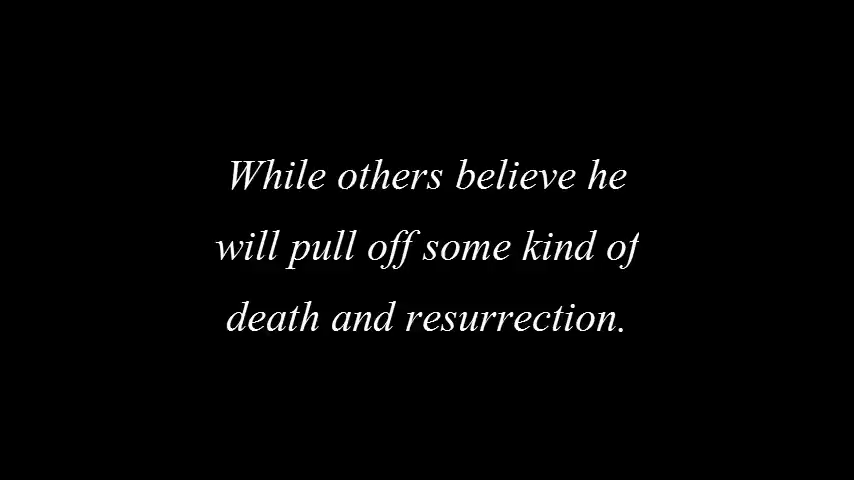 While others believe he
will pull off some kind of
death and resurrection.